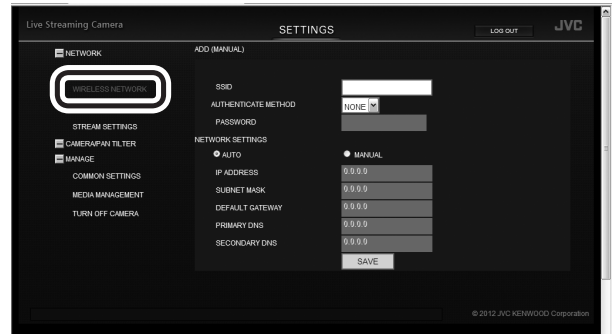 Live Streaming Camera
SETTINGS
LOG OUT
JVC
NETWORK
WIRELESS NETWORK
STREAM SETTINGS
CAMERA/PAN TILTER
MANAGE
COMMON SETTINGS
MEDIA MANAGEMENT
TURN OFF CAMERA
ADD (MANUAL)
SSID
AUTHENTICATE METHOD NONE
PASSWORD
NETWORK SETTINGS
AUTO MANUAL
IP ADDRESS 0.0.0.0
SUBNET MASK 0.0.0.0
DEFAULT GATEWAY 0.0.0.0
PRIMARY DNS 0.0.0.0
SECONDARY DNS 0.0.0.0
SAVE
© 2012 JVC KENWOOD Corporation